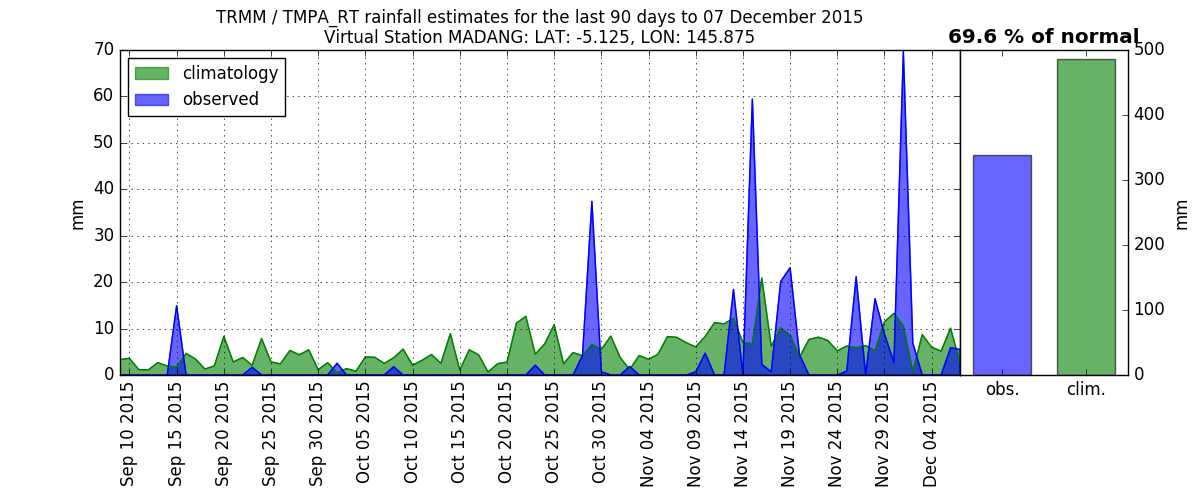 TRMM / TMPA_RT rainfall estimates for the last 90 days to 07 December 2015
Virtual Station MADANG: LAT: -5.125, LON: 145.875
69.6 % of normal
climatology
observed
mm
70
60
50
40
30
20
10
0
Sep 10 2015
Sep 15 2015
Sep 20 2015
Sep 25 2015
Sep 30 2015
Oct 05 2015
Oct 10 2015
Oct 15 2015
Oct 20 2015
Oct 25 2015
Oct 30 2015
Nov 04 2015
Nov 09 2015
Nov 14 2015
Nov 19 2015
Nov 24 2015
Nov 29 2015
Dec 04 2015
obs.
clim.
500
400
300
200
100
0
mm